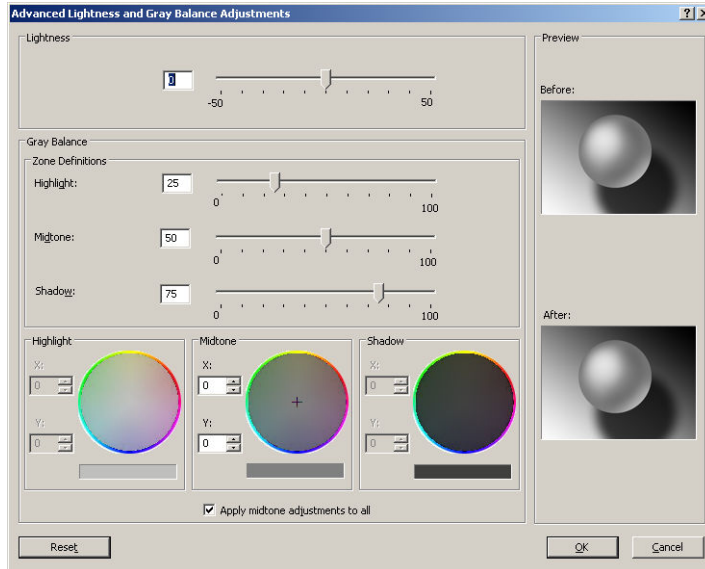 Advanced Lightness and Gray Balance Adjustments
Lightness
0
-50 50
Gray Balance
Zone Definitions
Highlight: 25
0 100
Midtone: 50
0 100
Shadow: 75
0 100
Highlight
X:
0
Y:
0
Midtone
X:
0
Y:
0
Shadow
X:
0
Y:
0
Apply midtone adjustments to all
Preview
Before:
After:
Reset
OK
Cancel